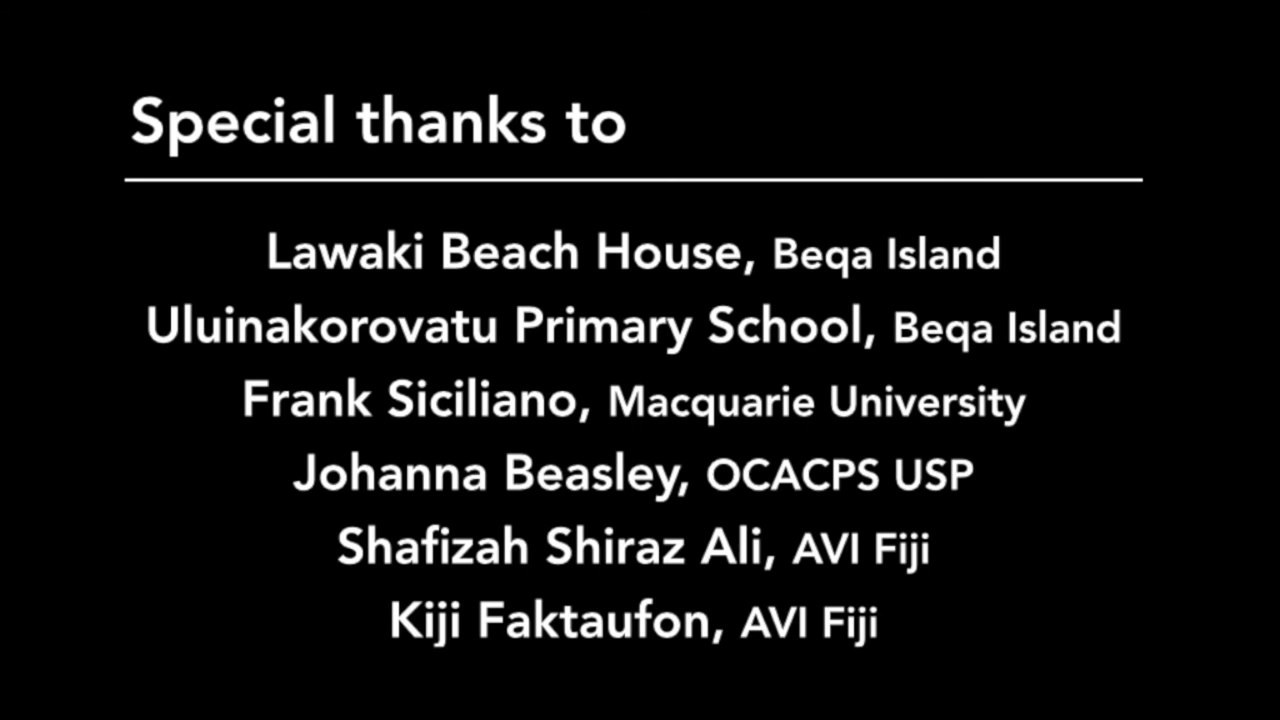 Special thanks to
Lawaki Beach House, Beqa Island
Uluinakorovatu Primary School, Beqa Island
Frank Siciliano, Macquarie University
Johanna Beasley, OCACPS USP
Shafizah Shiraz Ali, AVI Fiji
Kiji Faktaufon, AVI Fiji